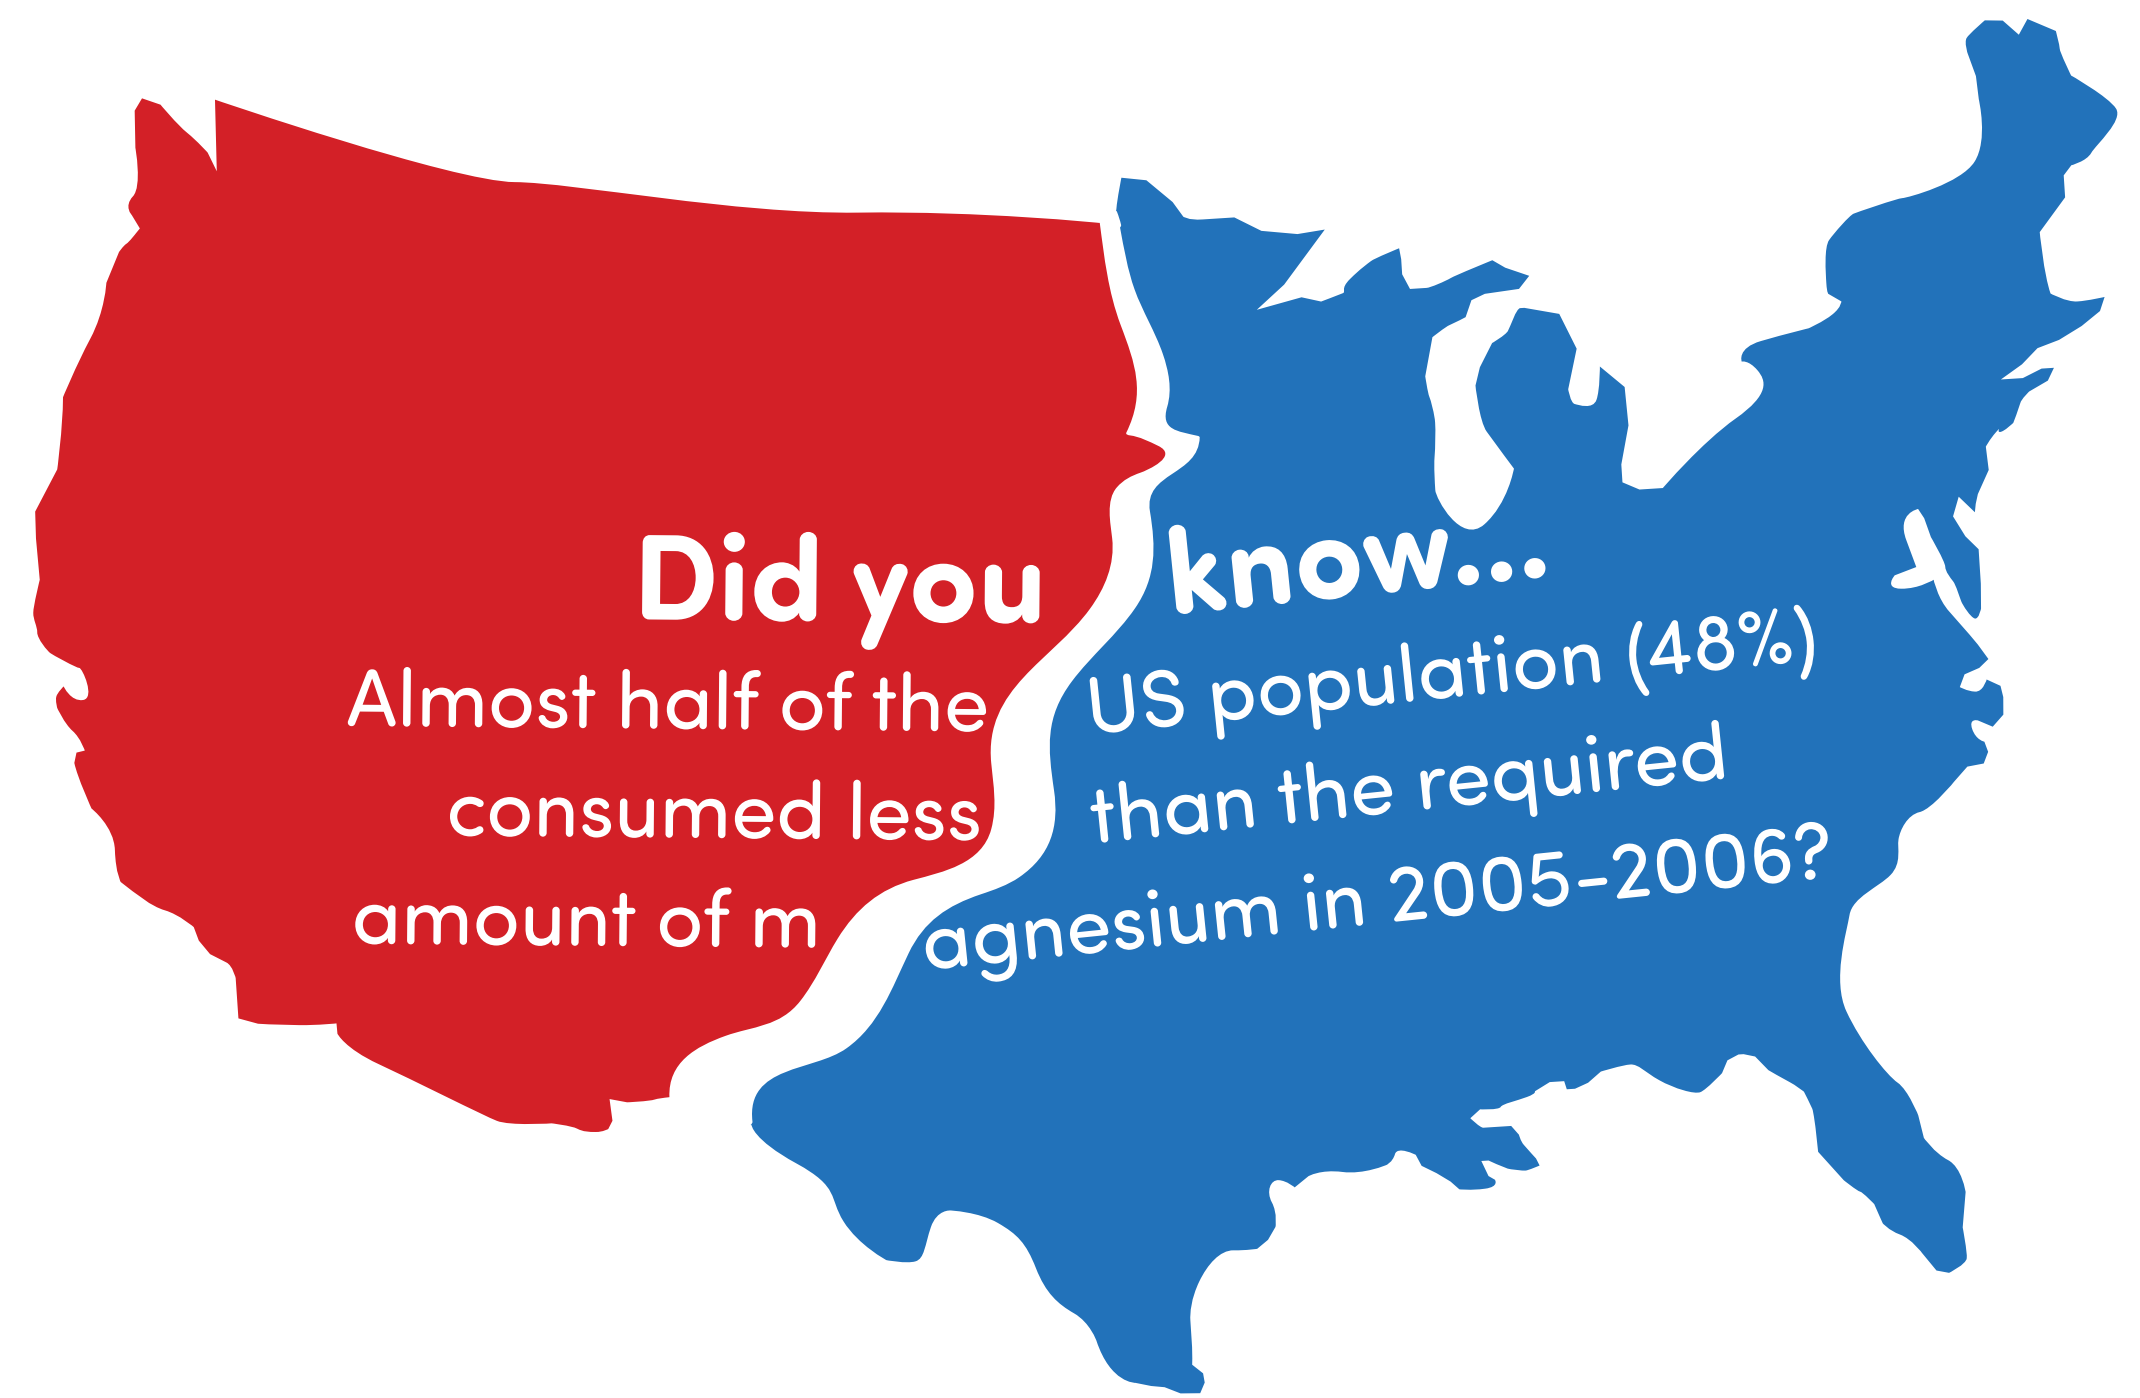 Did you know...
Almost half of the US population (48%)
consumed less than the required
amount of m agnesium in 2005-2006?